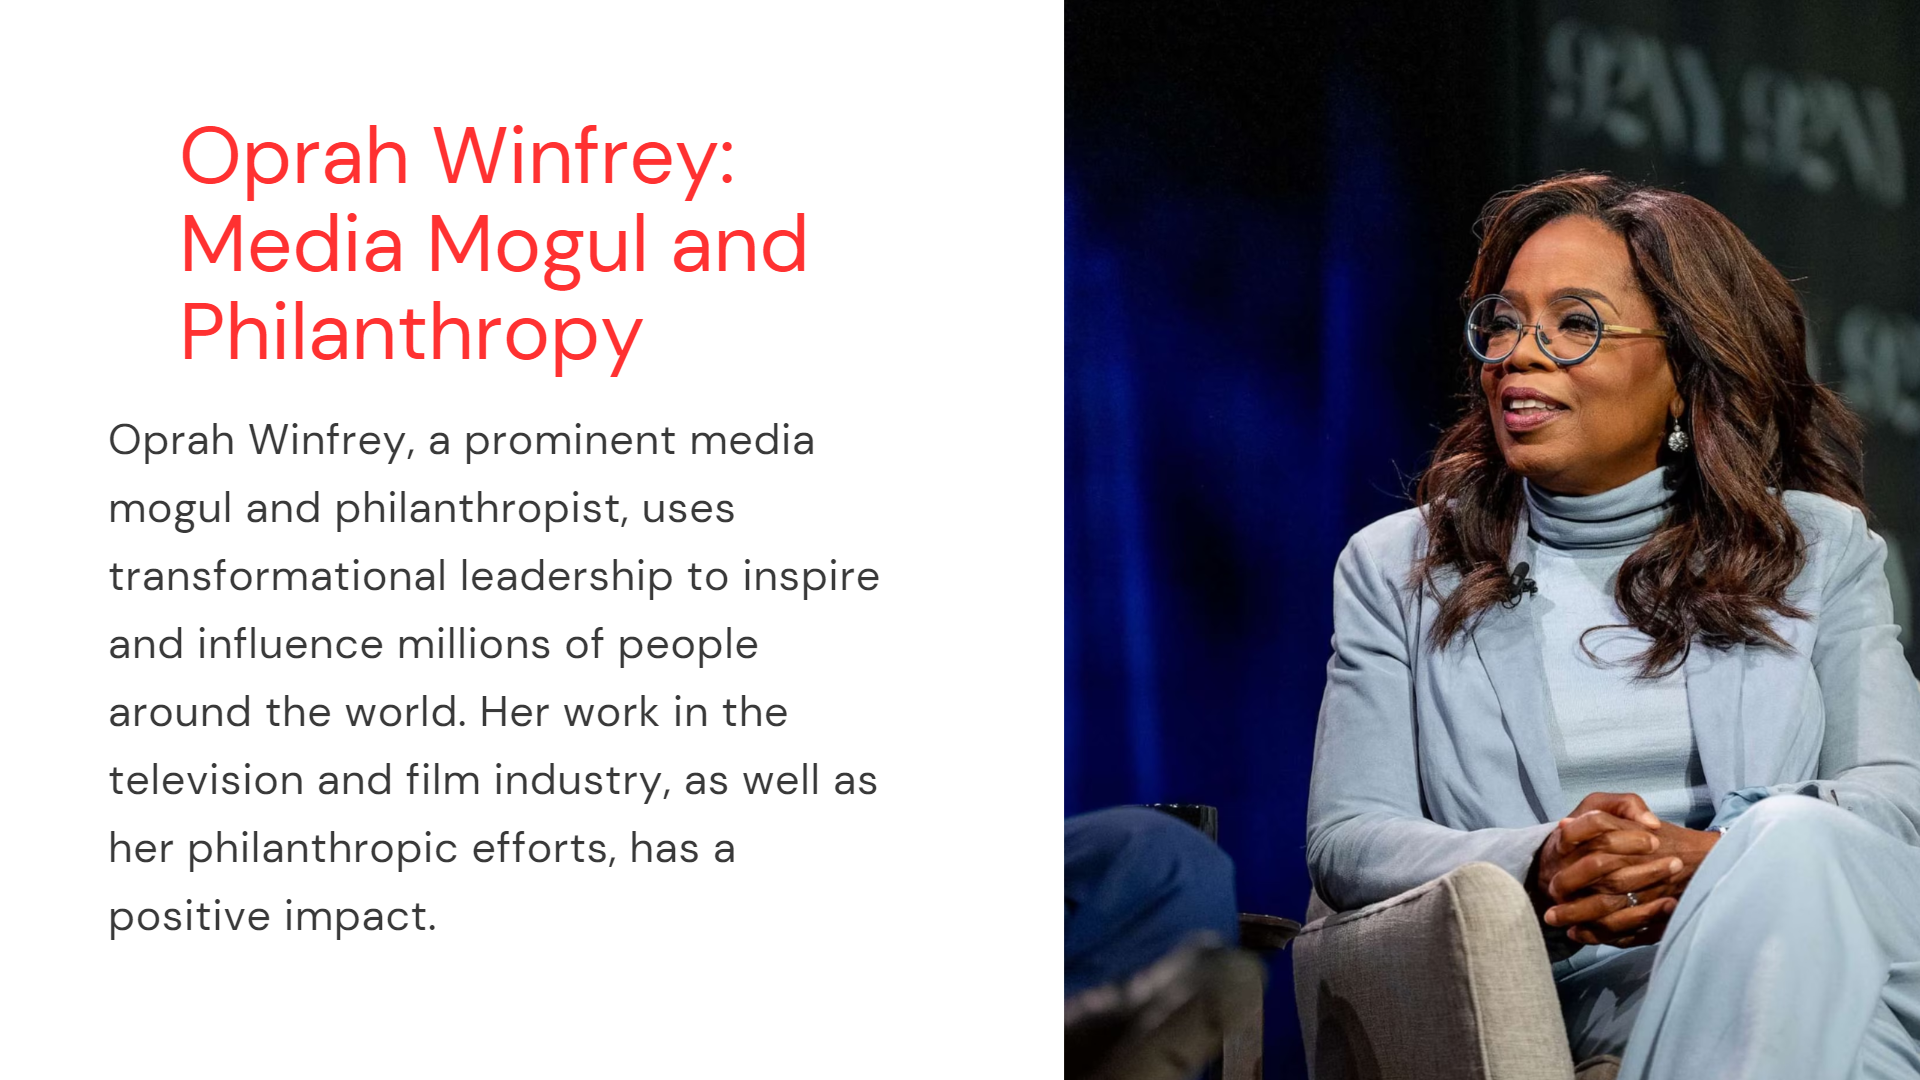 Oprah Winfrey:
Media Mogul and
Philanthropy
Oprah Winfrey, a prominent media
mogul and philanthropist, uses
transformational leadership to inspire
and influence millions of people
around the world. Her work in the
television and film industry, as well as
her philanthropic efforts, has a
positive impact.